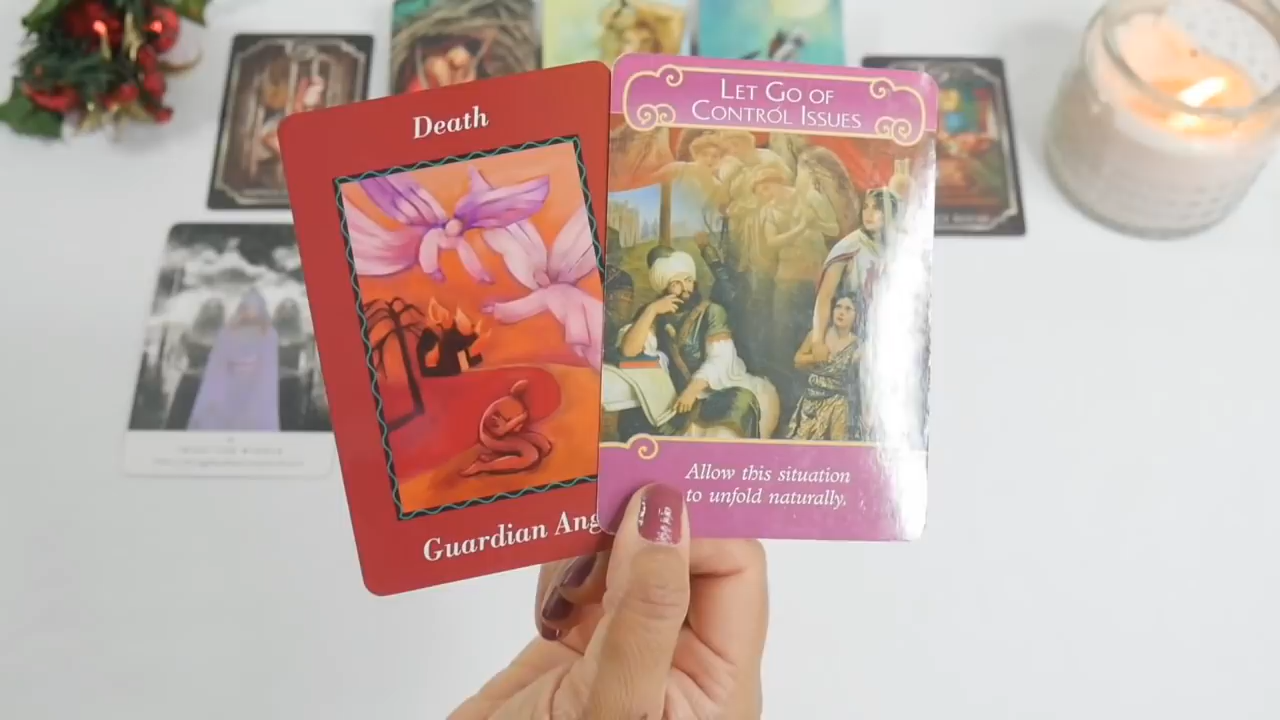 Death
Guardian Ang
LET GO OF
CONTROL ISSUES
Allow this situation
to unfold naturally.